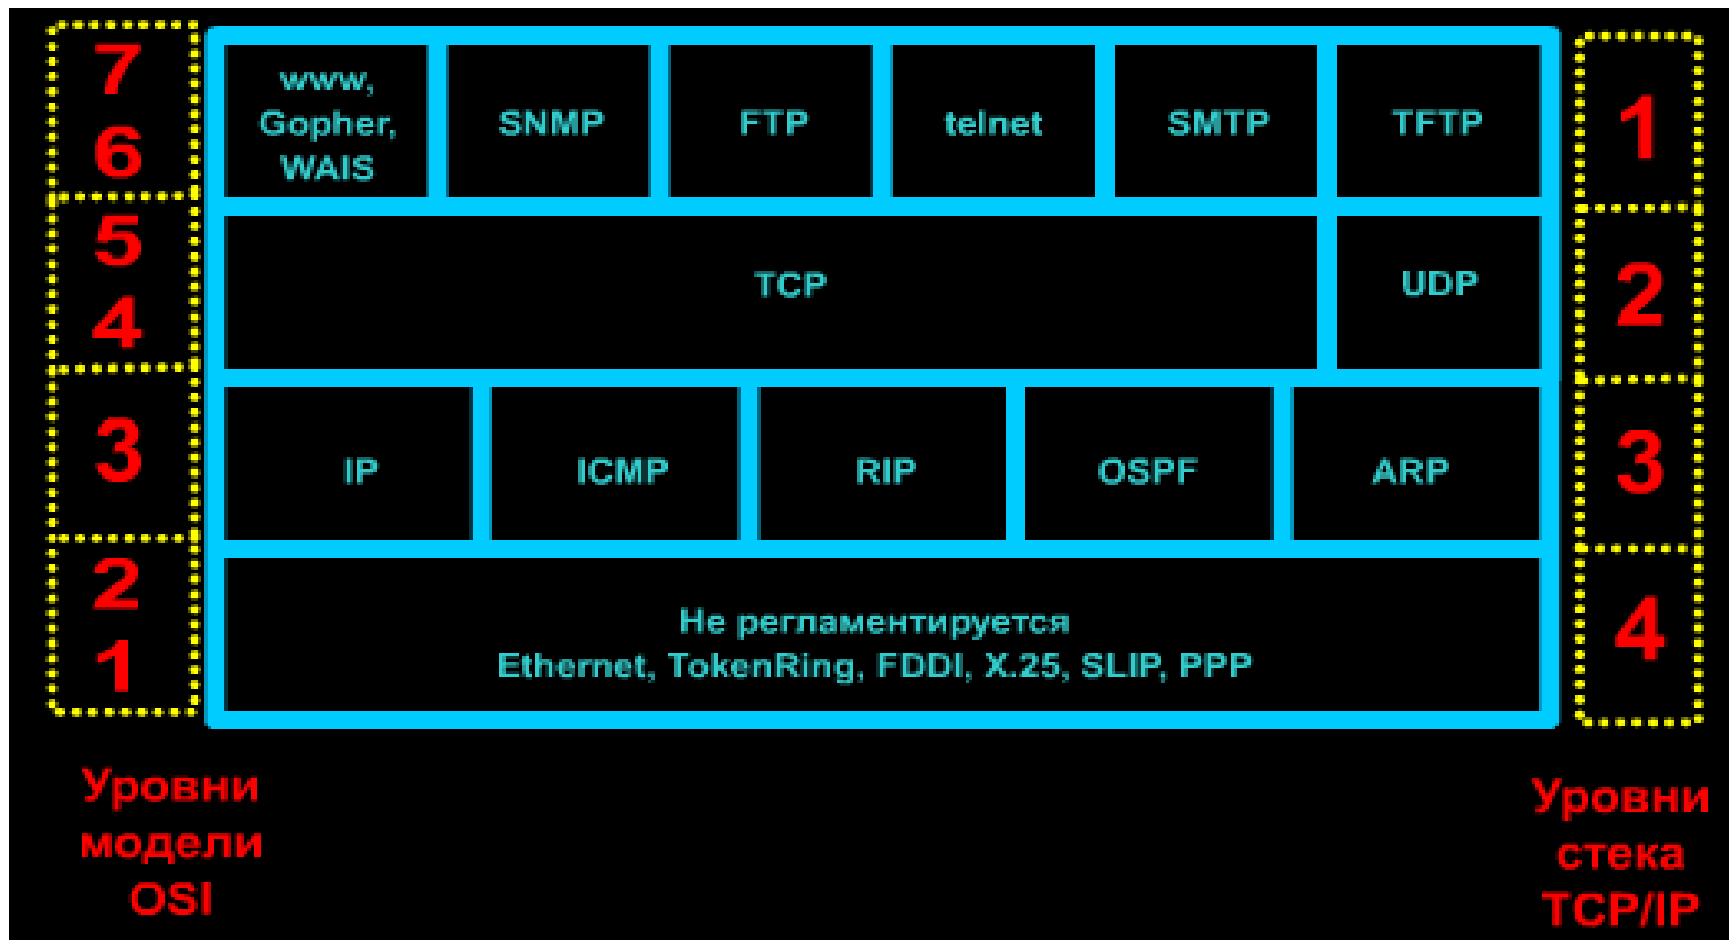 7
6
www,
Gopher,
WAIS
SNMP
FTP
telnet
SMTP
TFTP
1
5
4
TCP
UDP
2
3
IP
ICMP
RIP
OSPF
ARP
3
2
1
Не регламентируется
Ethernet, TokenRing, FDDI, X.25, SLIP, PPP
4
Уровни
модели
OSI
Уровни
стека
TCP/IP